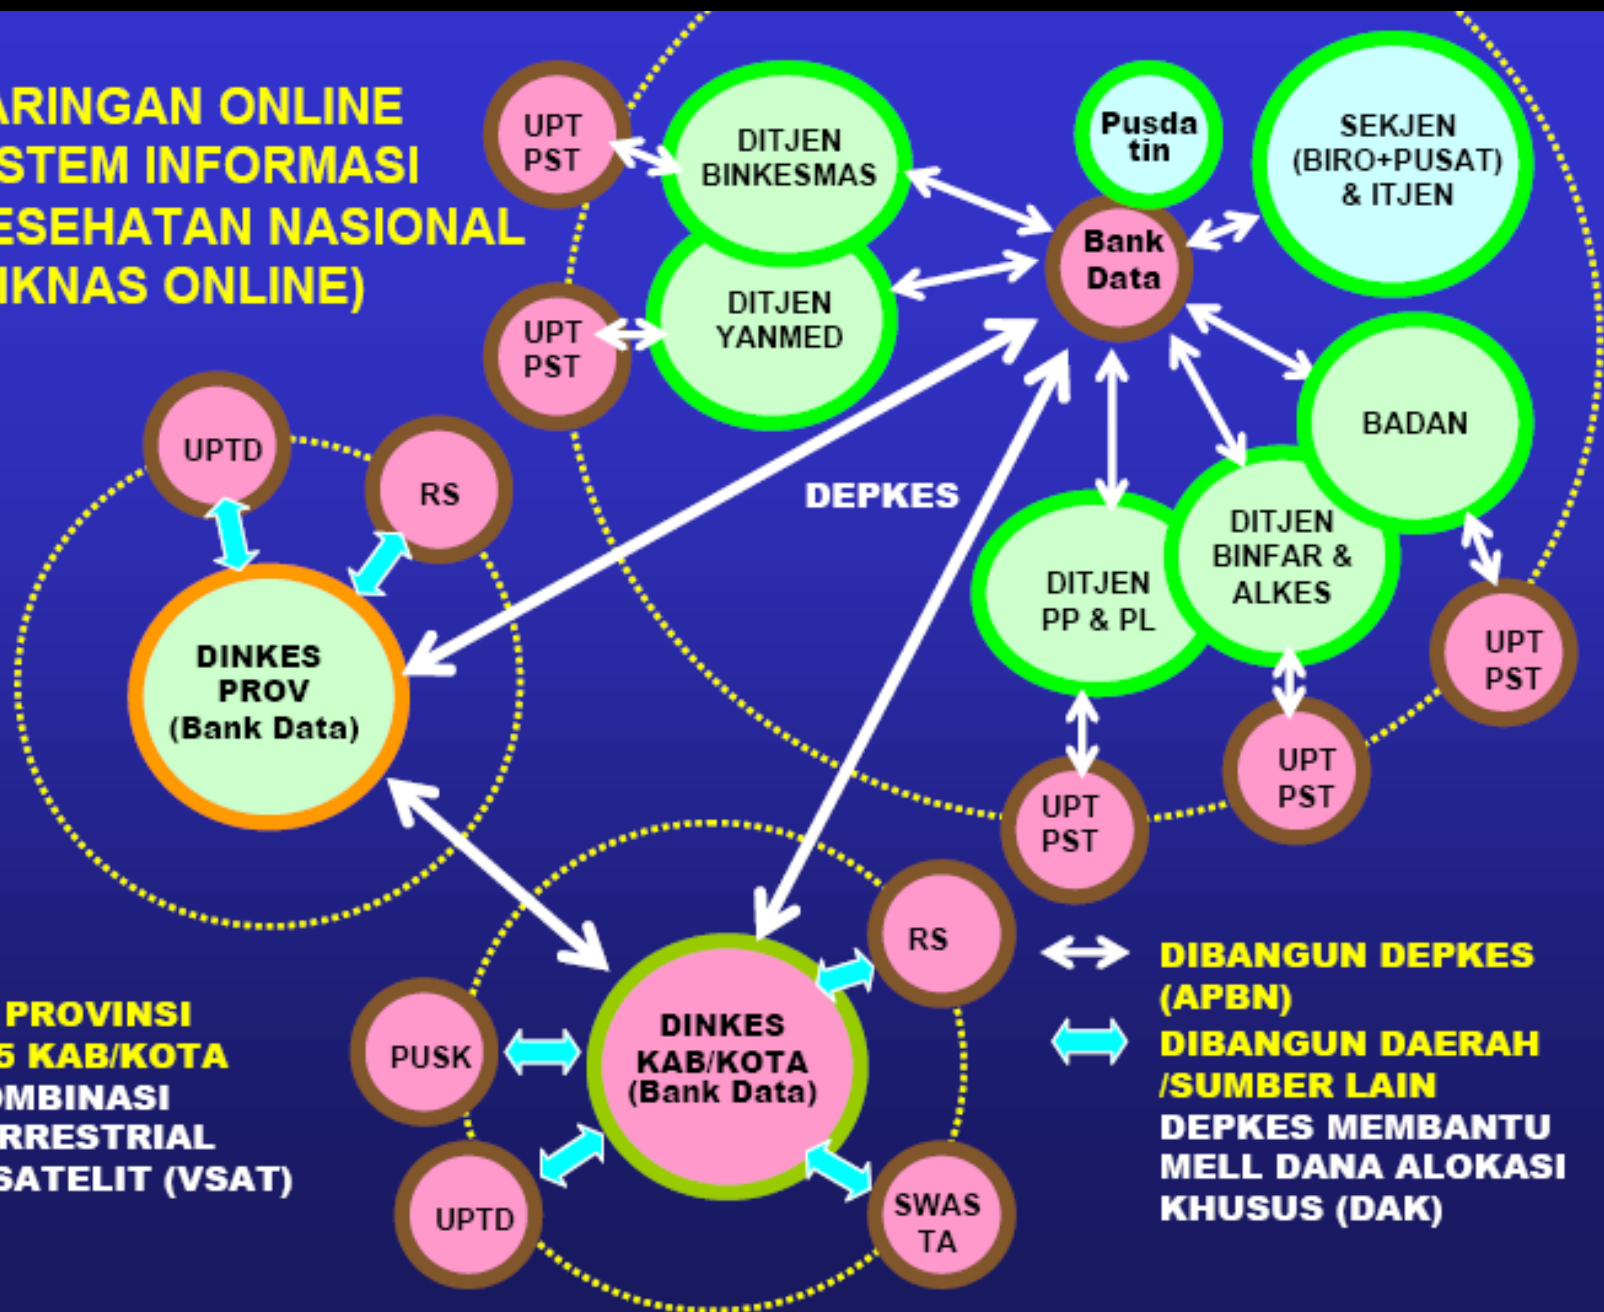 ARINGAN ONLINE
ISTEM INFORMASI
ESEHATAN NASIONAL
IKNAS ONLINE)
UPT
PST
DITJEN
BINKESMAS
Pusda
tin
SEKJEN
(BIRO+PUSAT)
& ITJEN
Bank
Data
UPT
PST
DITJEN
YANMED
BADAN
UPTD
RS
DEPKES
DITJEN
BINFAR &
ALKES
DITJEN
PP & PL
UPT
PST
DINKES
PROV
(Bank Data)
UPT
PST
UPT
PST
RS
DINKES
KAB/KOTA
(Bank Data)
PUSK
UPTD
SWAS
TA
PROVINSI
5 KAB/KOTA
OMBINASI
RRESTRIAL
SATELIT (VSAT)
DIBANGUN DEPKES
(APBN)
DIBANGUN DAERAH
/SUMBER LAIN
DEPKES MEMBANTU
MELL DANA ALOKASI
KHUSUS (DAK)